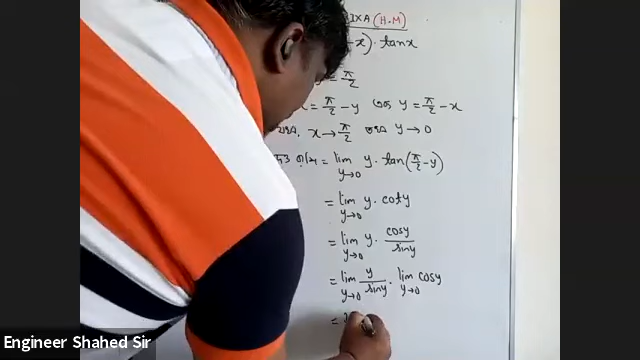 (H.M)
x) · tanx
y = π/2
= π/2 - y এবং y = π/2 - x
যখন, x → π/2 তখন y → 0
= lim y→0 y · tan(π/2 - y)
= lim y→0 y · coty
= lim y→0 y · cosy/siny
= lim y→0 y/siny · lim y→0 cosy
=
Engineer Shahed Sir